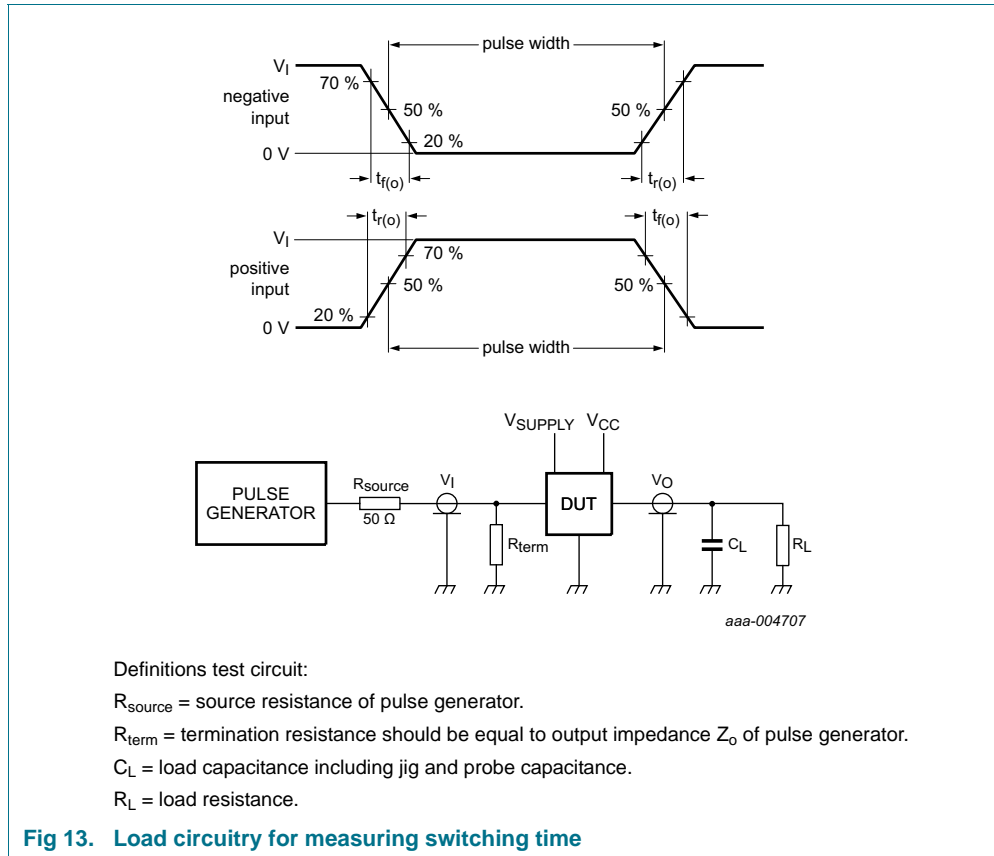 pulse width
VI
70 %
negative
input
50 %
50 %
20 %
0 V
tf(o)
tr(o)
tr(o)
tf(o)
VI
70 %
positive
input
50 %
50 %
20 %
0 V
pulse width
VSUPPLY VCC
PULSE
GENERATOR
Rsource
50 Ω
VI
Rterm
DUT
VO
CL
RL
aaa-004707
Definitions test circuit:
Rsource = source resistance of pulse generator.
Rterm = termination resistance should be equal to output impedance Zo of pulse generator.
CL = load capacitance including jig and probe capacitance.
RL = load resistance.
Fig 13. Load circuitry for measuring switching time